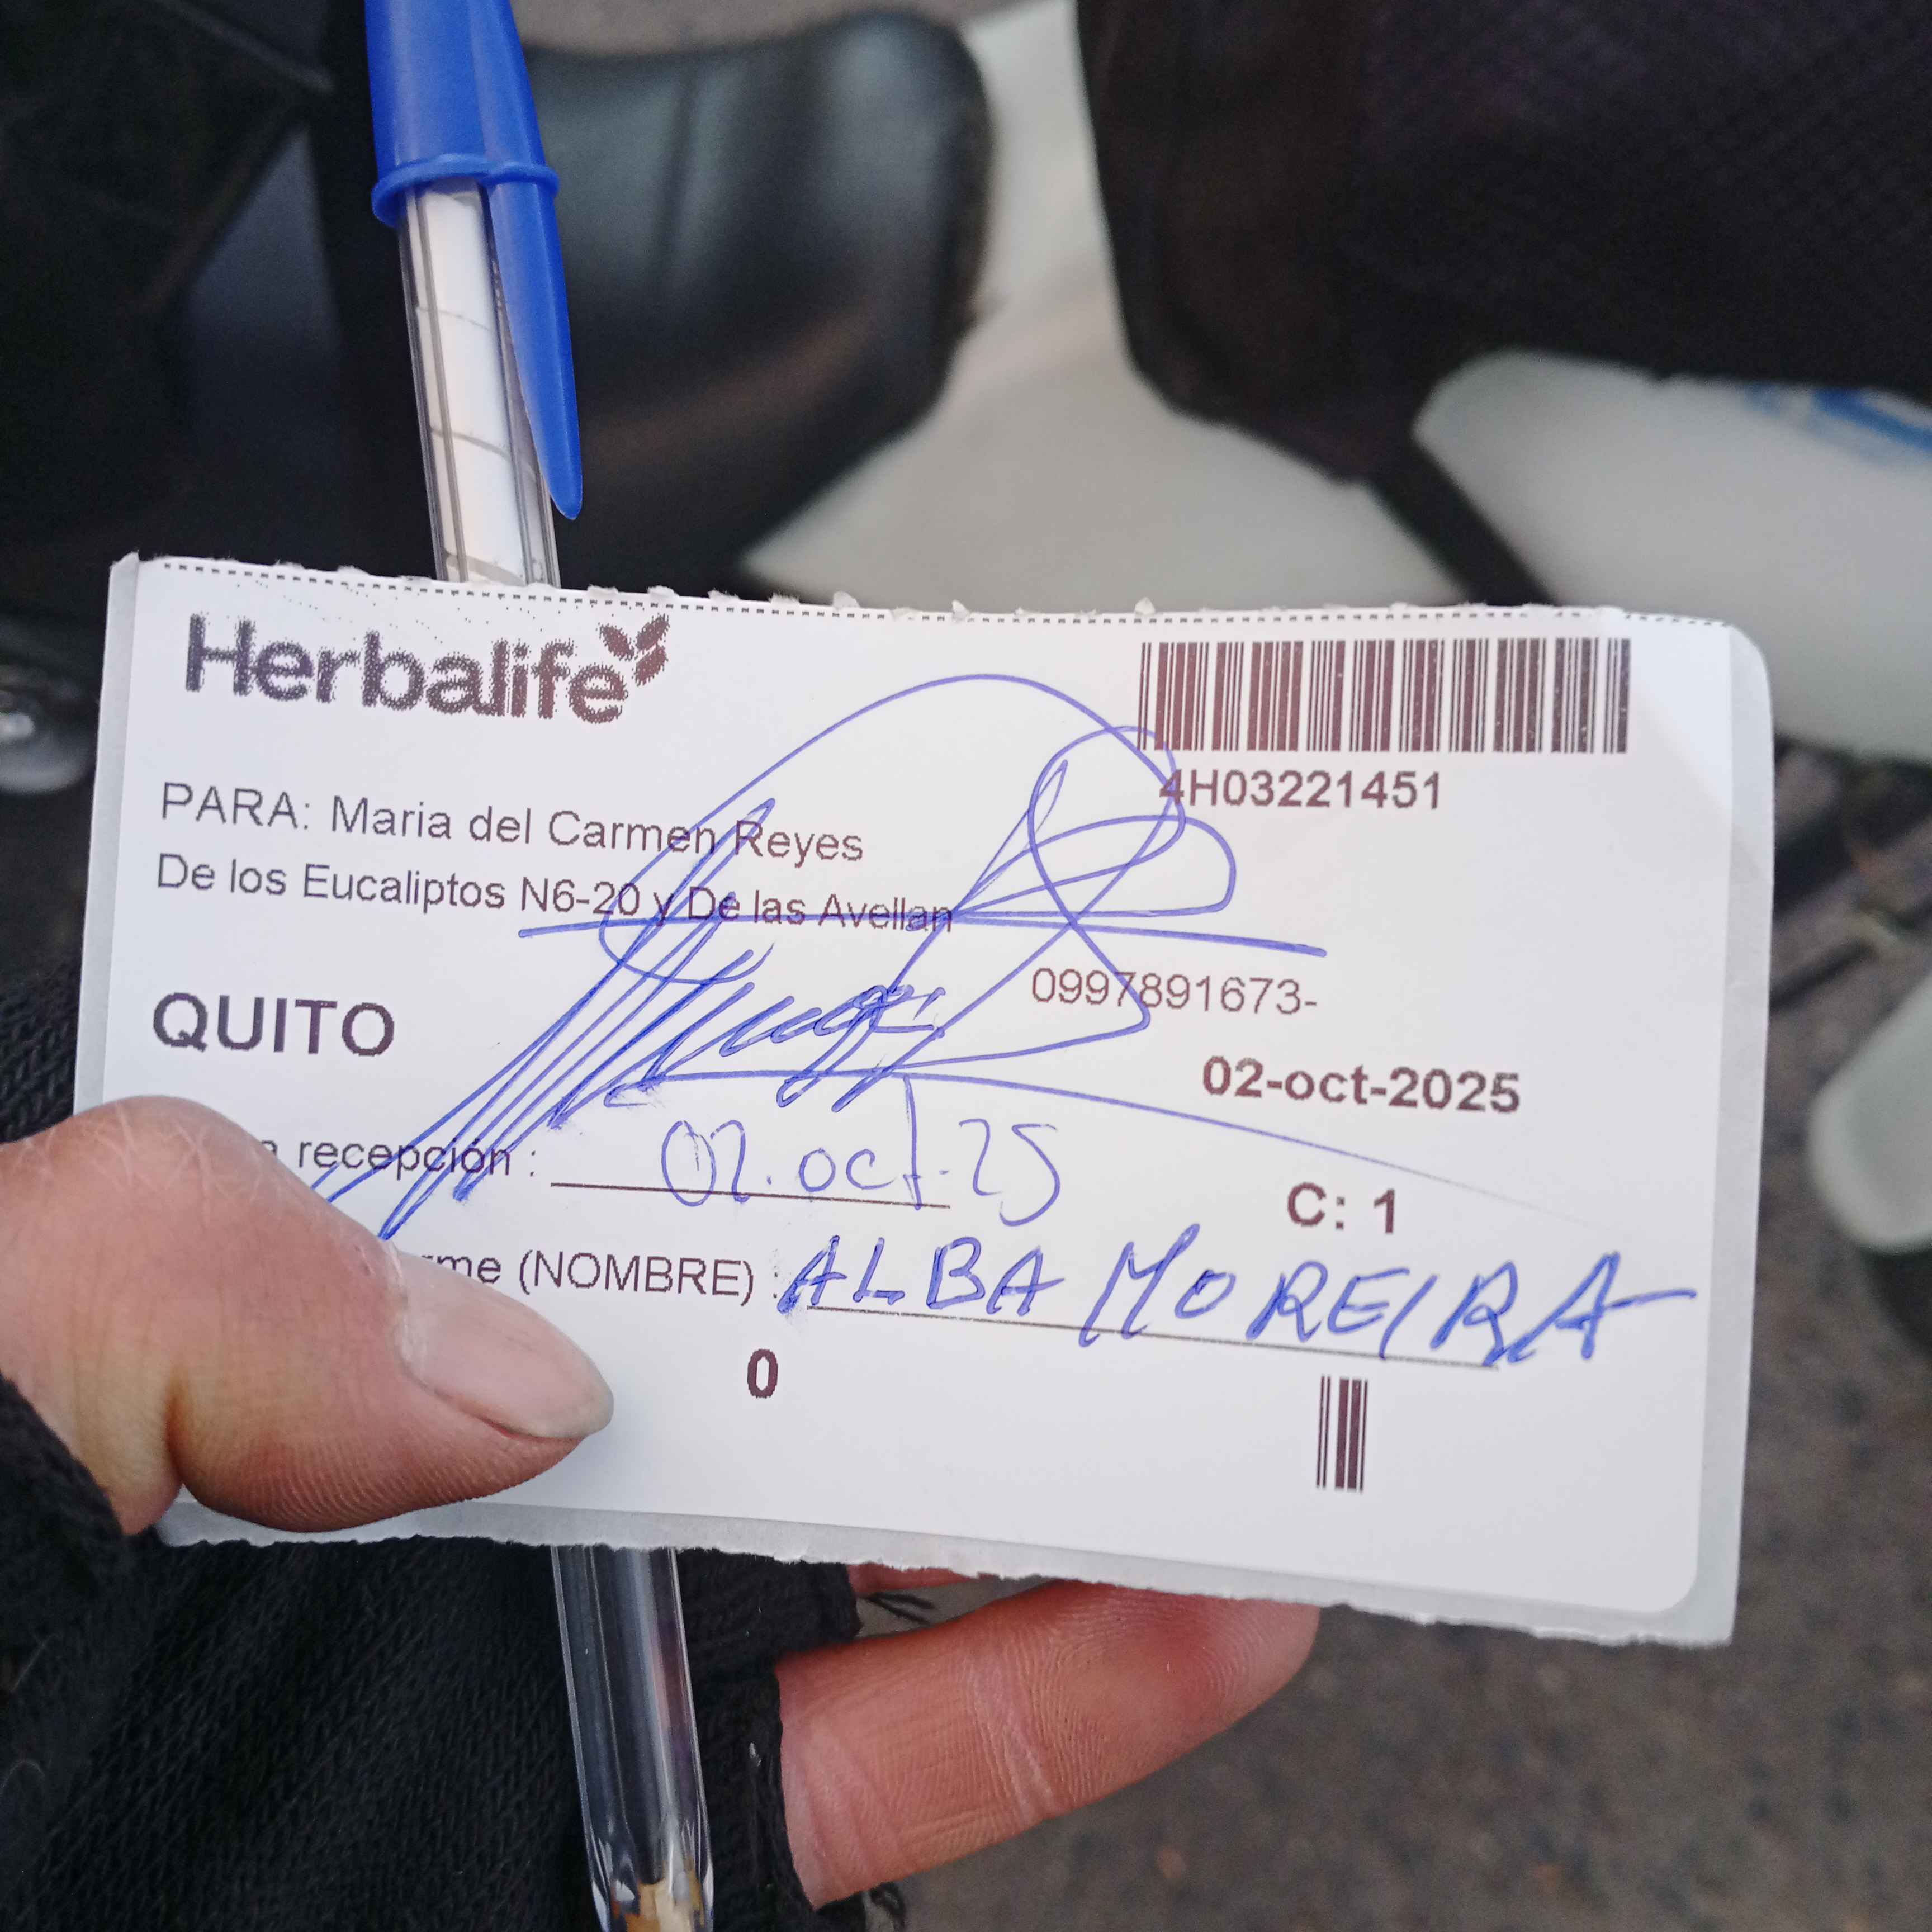 Herbalife
4H03221451
PARA: Maria del Carmen Reyes
De los Eucaliptos N6-20 y De las Avellan
0997891673-
QUITO
02-oct-2025
recepción : 02.oct.25
C: 1
(NOMBRE) : ALBA MOREIRA
0